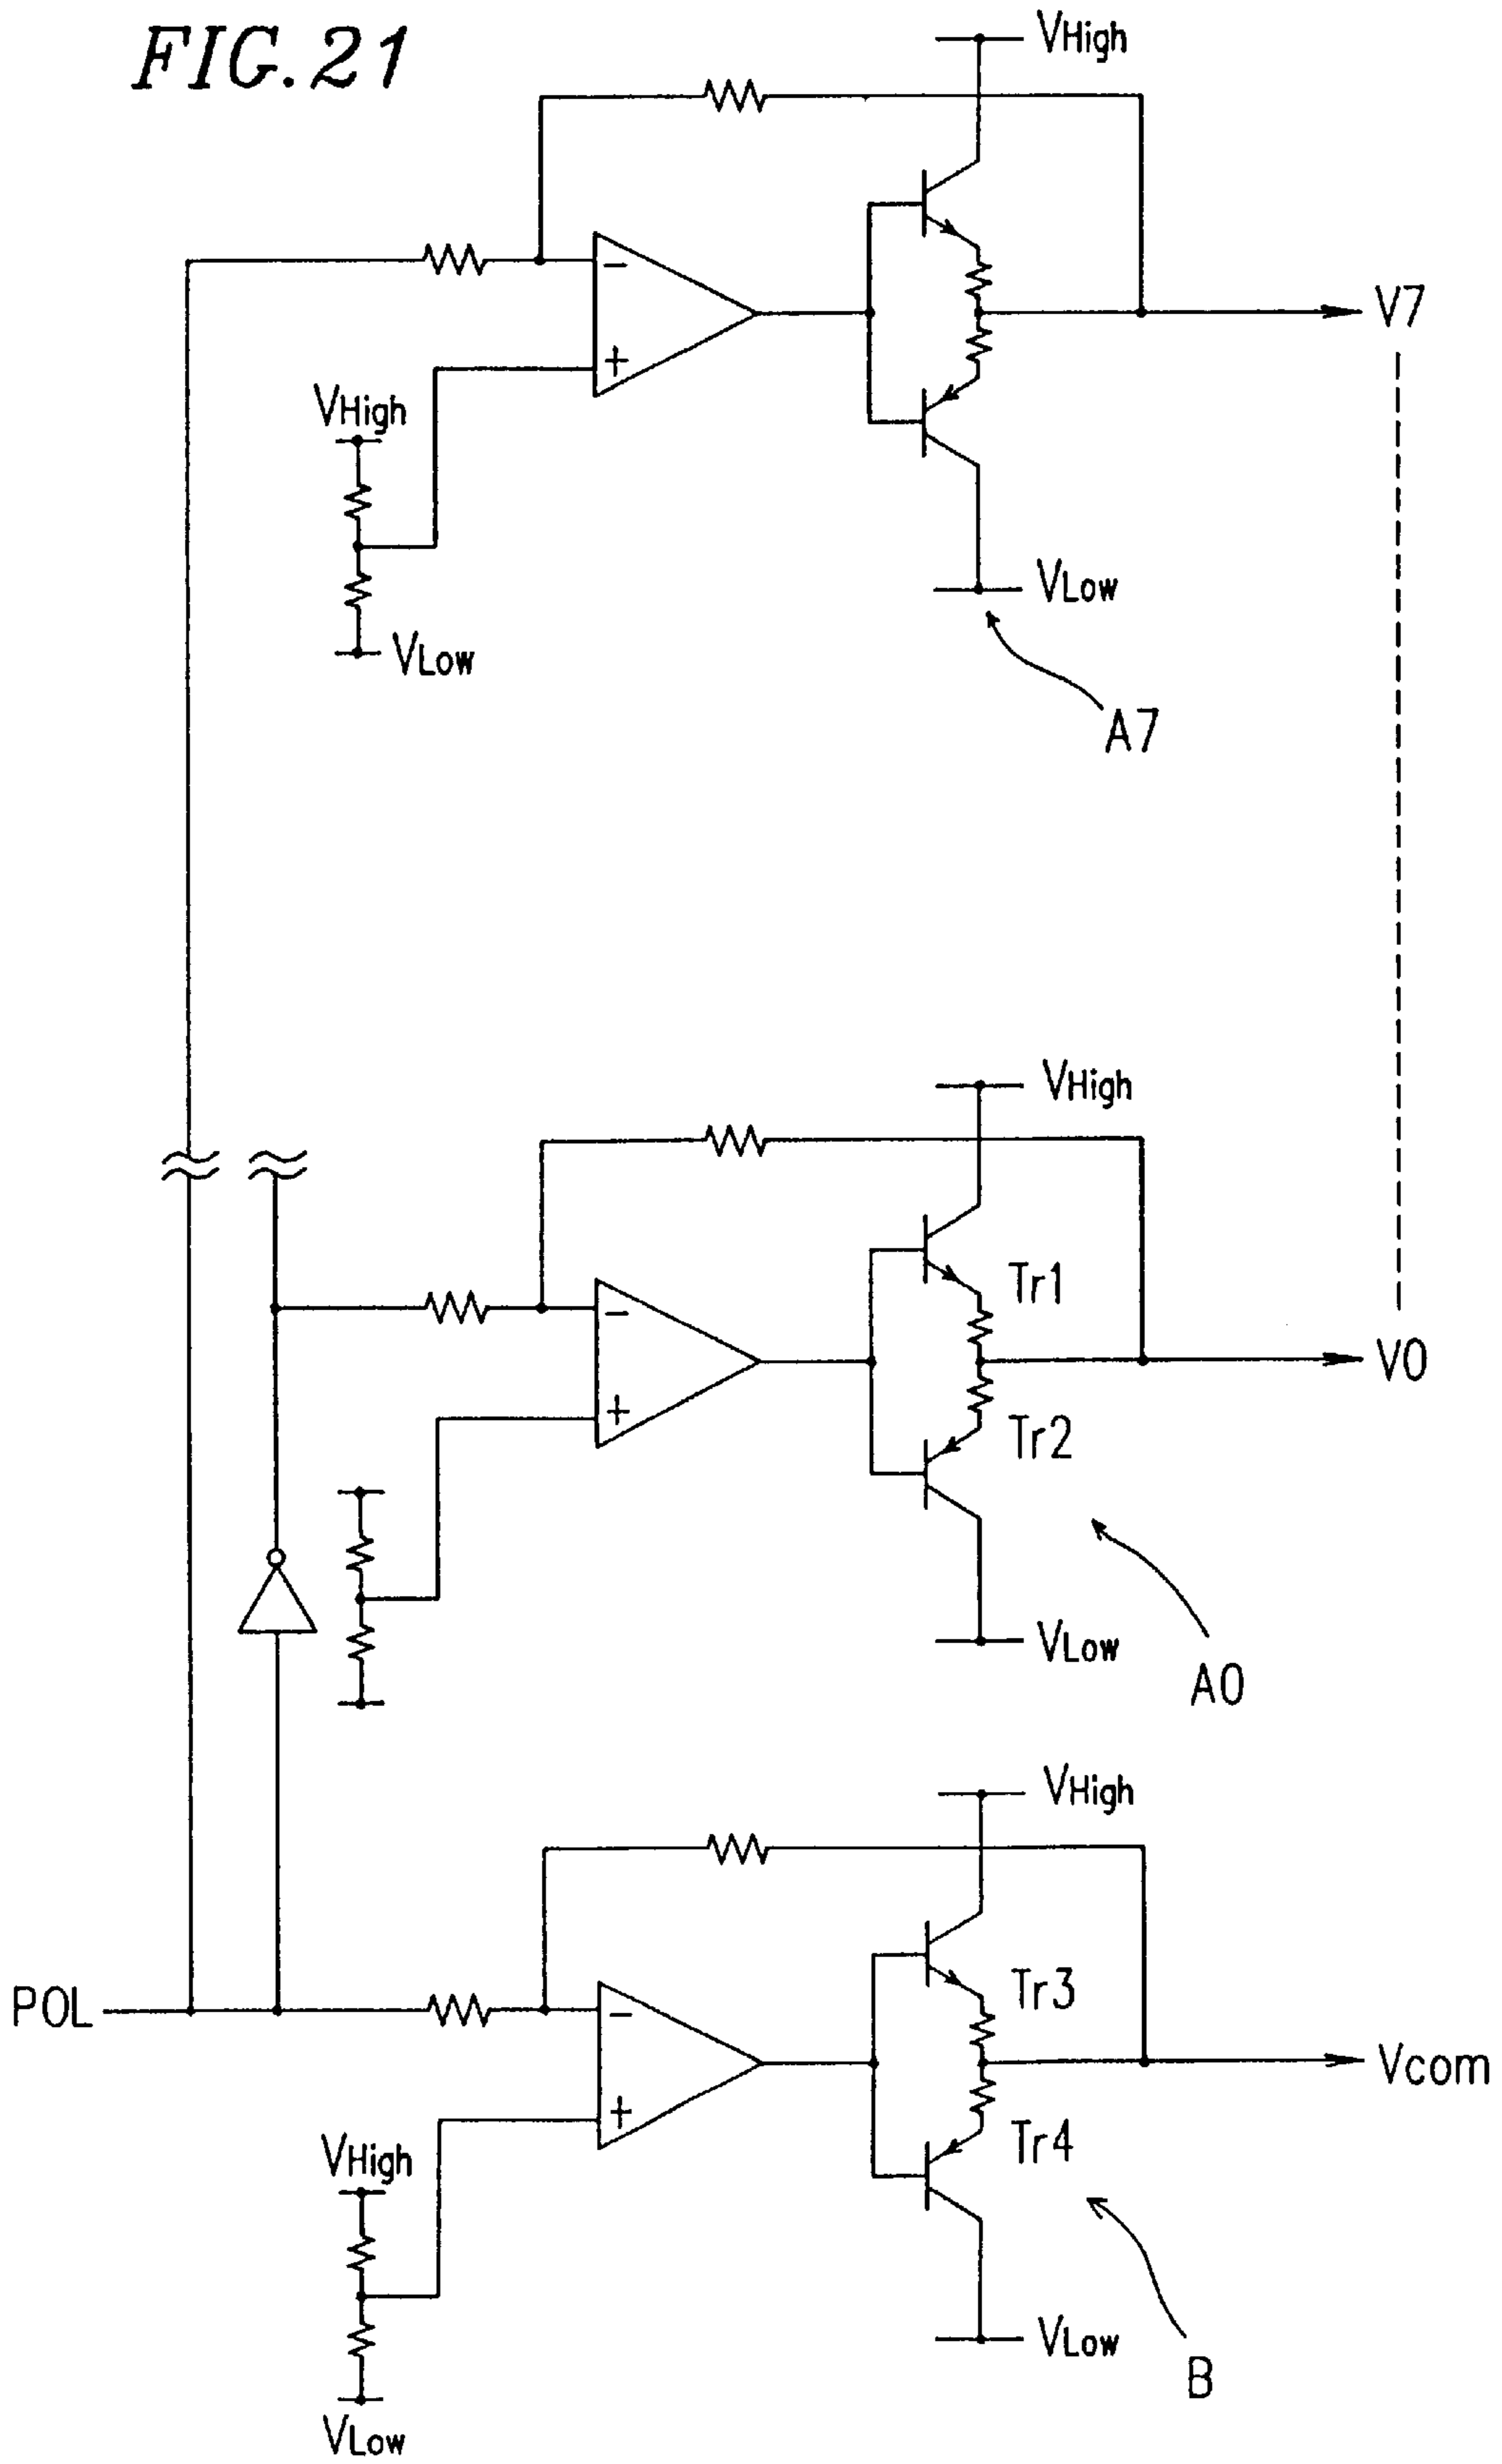 FIG.21
VHigh
−
+
V7
VHigh
VLow
VLow
A7
VHigh
−
+
Tr1
V0
Tr2
VLow
A0
VHigh
POL
−
+
Tr3
Vcom
Tr4
VHigh
VLow
B
VLow